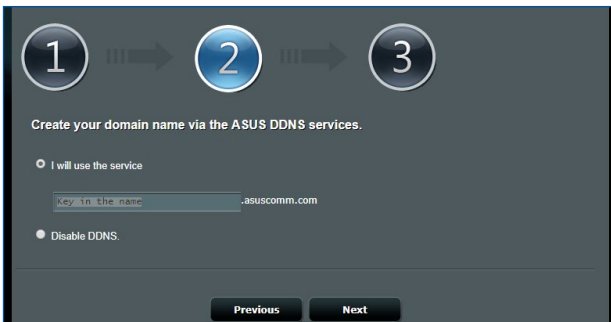 1 2 3
Create your domain name via the ASUS DDNS services.
I will use the service
Key in the name .asuscomm.com
Disable DDNS.
Previous Next